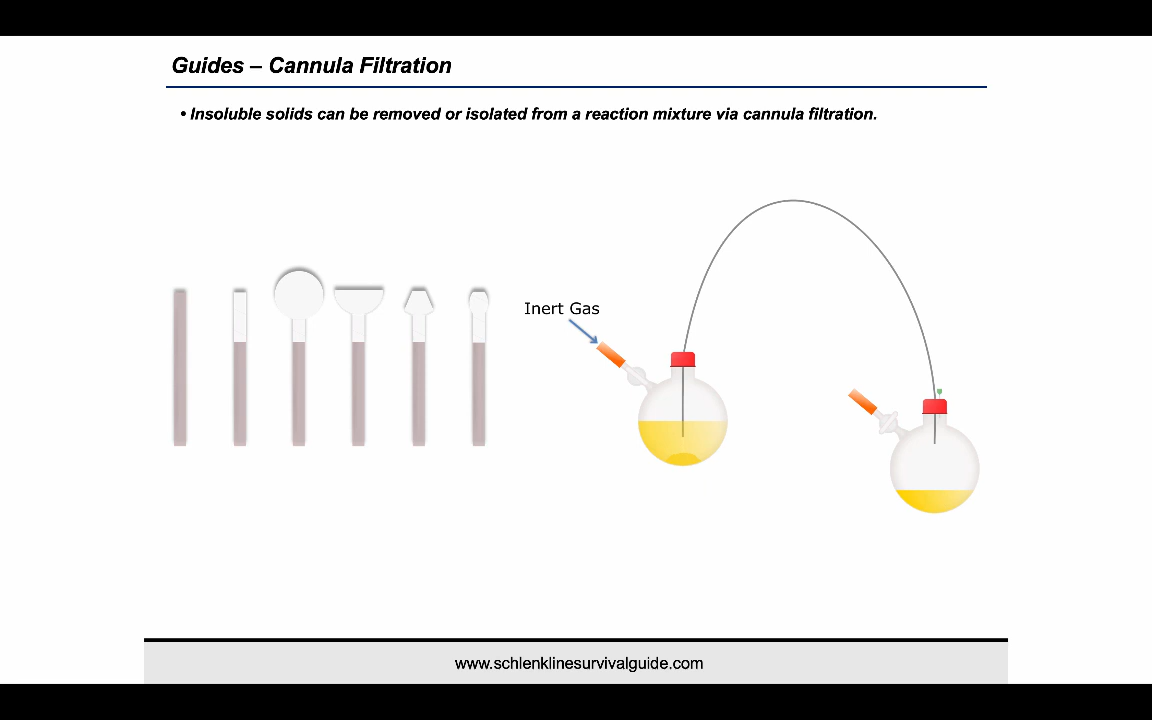 Guides – Cannula Filtration
• Insoluble solids can be removed or isolated from a reaction mixture via cannula filtration.
Inert Gas
www.schlenklinesurvivalguide.com